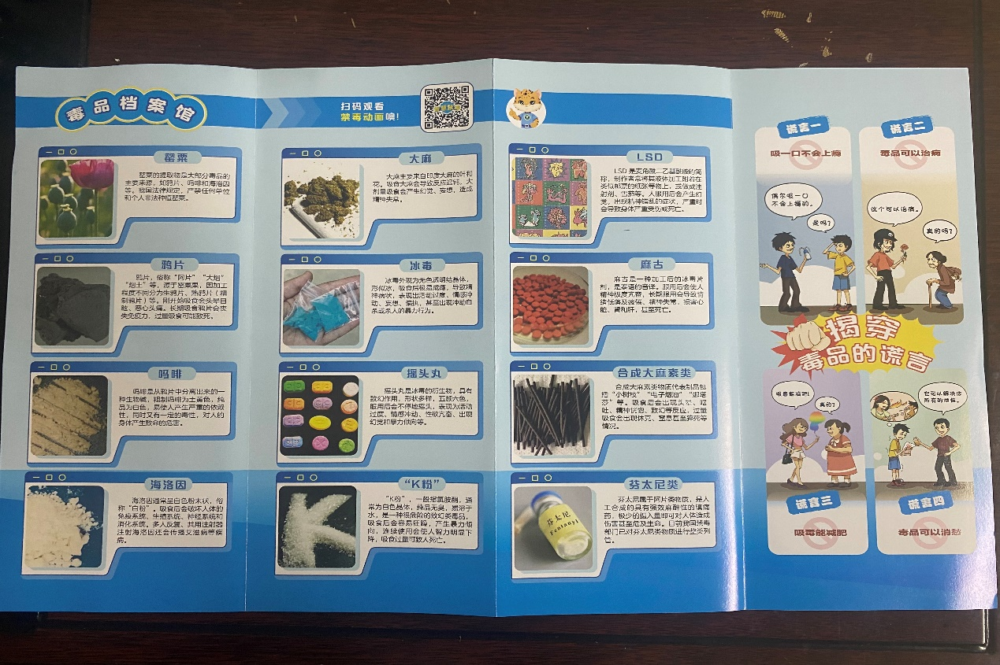 毒品档案馆
扫码观看
禁毒动画噢!
罂粟
罂粟的提取物是大部分毒品的
主要来源，如鸦片、吗啡和海洛因
等。我国法律规定，严禁任何单位
和个人非法种植罂粟。
鸦片
鸦片，俗称“阿片”“大烟”
“烟土”等，源于罂粟果，因加工
程度不同分为生鸦片、熟鸦片（精
制鸦片）等。刚开始吸食会头晕目
眩、恶心头痛。长期吸食鸦片会丧
失免疫力，过量吸食可能致死。
吗啡
吗啡是从鸦片中分离出来的一
种生物碱，粗制吗啡为土黄色，纯
品为白色，易使人产生严重的依赖
性，同时又有一定的毒性，对人的
身体产生致命的危害。
海洛因
海洛因通常呈白色粉末状，俗
称“白粉”。吸食后会破坏人体的
免疫系统、生殖系统、神经系统和
消化系统，多人反复、共用注射器
注射海洛因还会传播艾滋病等疾
病。
大麻
大麻主要来自印度大麻的叶和
花。吸食大麻会导致反应迟钝，大
剂量吸食会产生幻觉、妄想，造成
精神失常。
冰毒
冰毒外观为无色透明结晶体，
形似冰，吸食后极易成瘾，导致精
神病状，表现出活动过度、情感冲
动、妄想、偏执，甚至出现冲动自
杀或杀人的暴力行为。
摇头丸
摇头丸是冰毒的衍生物，具有
致幻作用，形状多样，五颜六色，
服用后会不停地摇头，表现为活动
过度、情感冲动、性欲亢奋、出现
幻觉和暴力倾向等。
“K粉”
“K粉”，一般指氯胺酮，通
常为白色晶体，纯品无臭，易溶于
水，是一种很危险的致幻类毒品。
吸食后会容易狂躁，产生暴力倾
向，连续使用会使人智力明显下
降，吸食过量可致人死亡。
LSD
LSD是麦角酸二乙基酰胺的简
称，制作者常将其液体加工附着在
类似邮票的纸张等物上，或做成注
射剂、雪茄等。人服用后会产生幻
觉，出现精神错乱的症状，严重时
会导致身体严重受伤或死亡。
麻古
麻古是一种加工后的冰毒片
剂，是泰语的音译。服用后会使人
精神极度亢奋，长期服用会导致情
绪低落及疲倦、精神失常，损害心
脏、肾和肝，甚至死亡。
合成大麻素类
合成大麻素类物质代表制品包
括“小树枝”“电子烟油”“娜塔
莎”等。吸食后会出现头晕、呕
吐、精神恍惚、致幻等反应，过量
吸食会出现休克、窒息甚至猝死等
情况。
芬太尼类
芬太尼属于阿片类物质，是人
工合成的具有强效麻醉性的镇痛
药，极少的摄入量即可对人体造成
伤害甚至危及生命。目前我国禁毒
部门已对芬太尼类物质进行整类列
管。
芬太尼
Fentanyl
谎言一
吸一口不会上瘾
偶尔吸一口
不会上瘾的。
是吗?
谎言二
毒品可以治病
这个可以治病。
真的吗?
揭穿
毒品的谎言
吸毒能减肥!
真的?
谎言三
吸毒能减肥
它可以解决你
所有的烦恼。
谎言四
毒品可以消愁